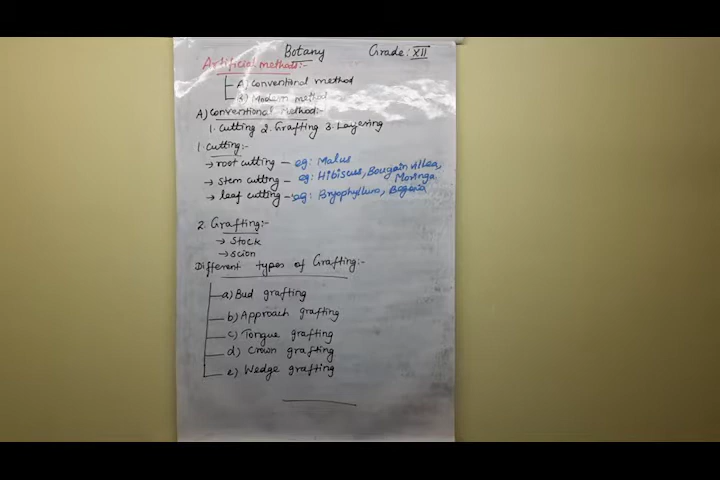 Botany Grade: XII
Artificial methods:-
A) Conventional method
B) Modern method
A) Conventional Method:-
1. Cutting 2. Grafting 3. Layering
1. Cutting:-
→ root cutting - eg: Malus
→ stem cutting - eg: Hibiscus, Bougainvillea, Moringa
→ leaf cutting - eg: Bryophyllum, Begonia
2. Grafting:-
→ Stock
→ scion
Different types of Grafting:-
a) Bud grafting
b) Approach grafting
c) Tongue grafting
d) Crown grafting
e) Wedge grafting